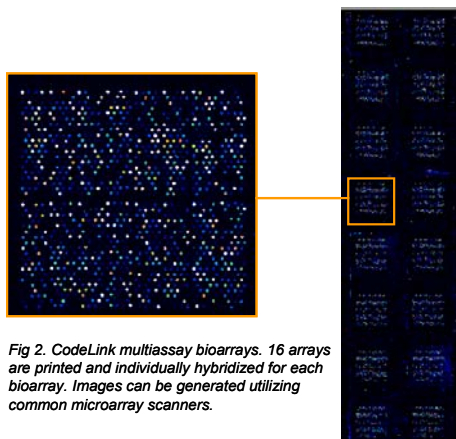 Fig 2. CodeLink multiassay bioarrays. 16 arrays
are printed and individually hybridized for each
bioarray. Images can be generated utilizing
common microarray scanners.